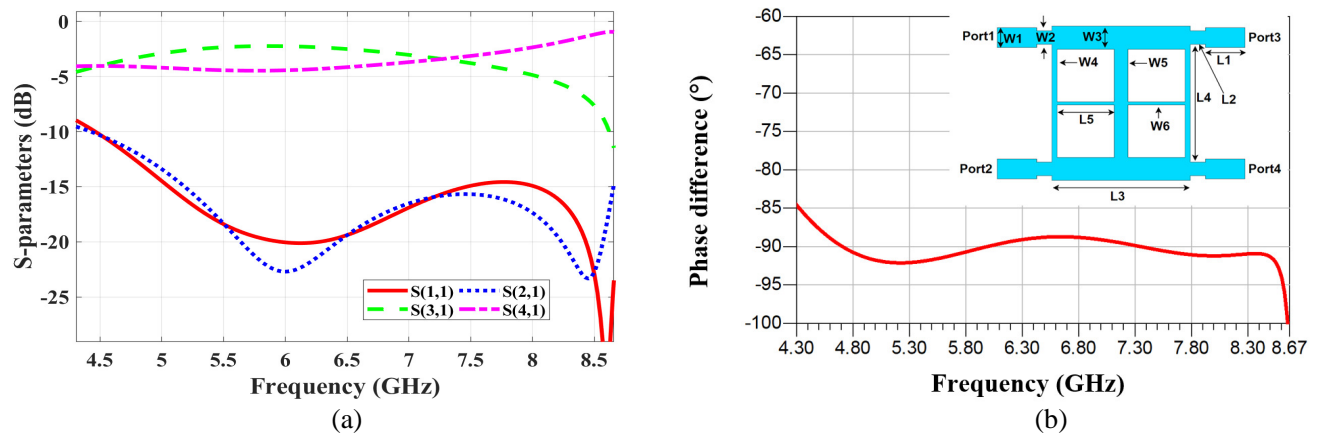 0
-5
-10
-15
-20
-25
S-parameters (dB)
S(1,1) S(2,1)
S(3,1) S(4,1)
4.5 5 5.5 6 6.5 7 7.5 8 8.5
Frequency (GHz)
(a)
-60
-65
-70
-75
-80
-85
-90
-95
-100
Phase difference (°)
Port1 W1 W2 W3 Port3
L1
W4 W5
L4 L2
L5 W6
Port2 Port4
L3
4.30 4.80 5.30 6.30 6.80 7.30 7.80 8.30 8.67
Frequency (GHz)
(b)